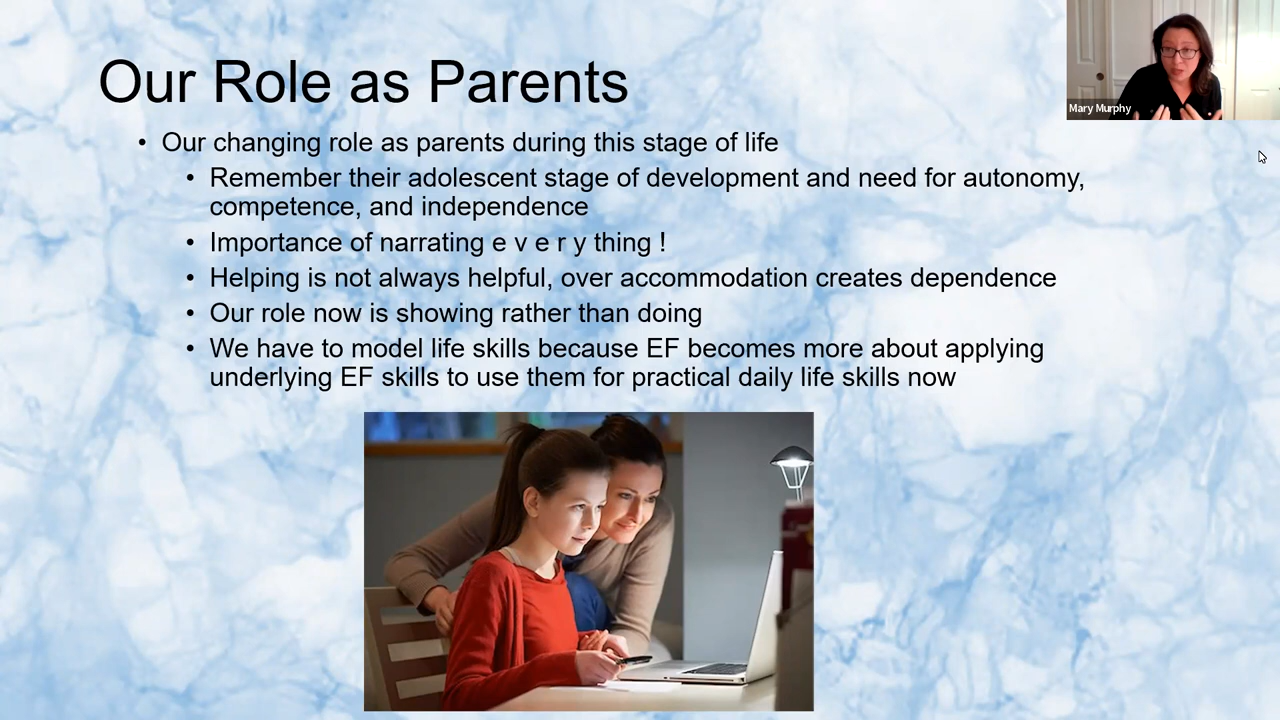 Our Role as Parents
Mary Murphy
• Our changing role as parents during this stage of life
• Remember their adolescent stage of development and need for autonomy,
competence, and independence
• Importance of narrating e v e r y thing !
• Helping is not always helpful, over accommodation creates dependence
• Our role now is showing rather than doing
• We have to model life skills because EF becomes more about applying
underlying EF skills to use them for practical daily life skills now